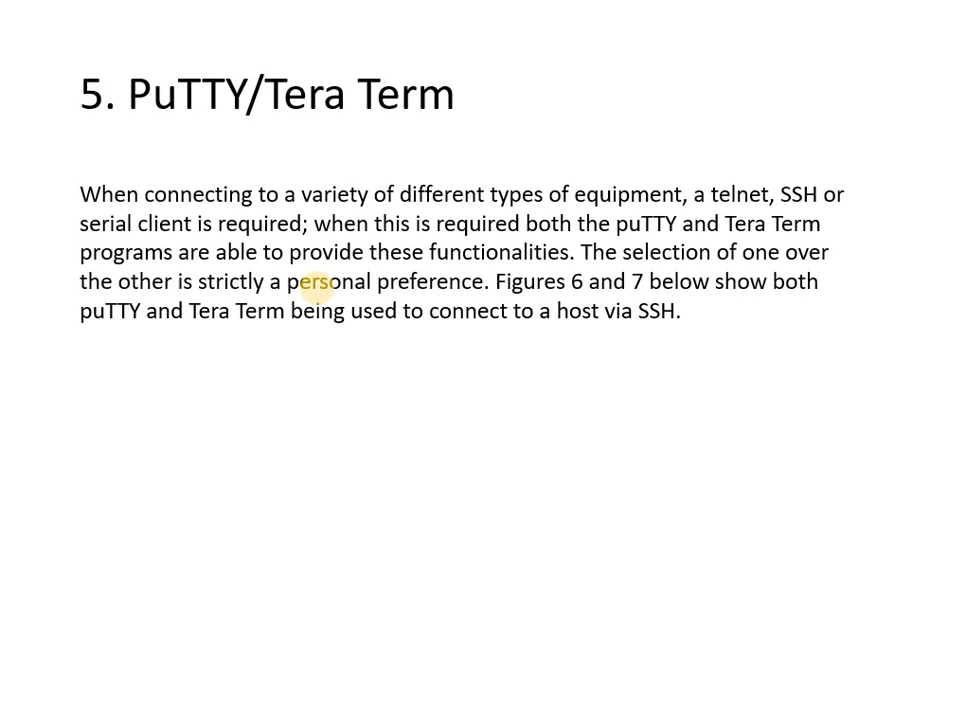 5. PuTTY/Tera Term
When connecting to a variety of different types of equipment, a telnet, SSH or
serial client is required; when this is required both the puTTY and Tera Term
programs are able to provide these functionalities. The selection of one over
the other is strictly a personal preference. Figures 6 and 7 below show both
puTTY and Tera Term being used to connect to a host via SSH.